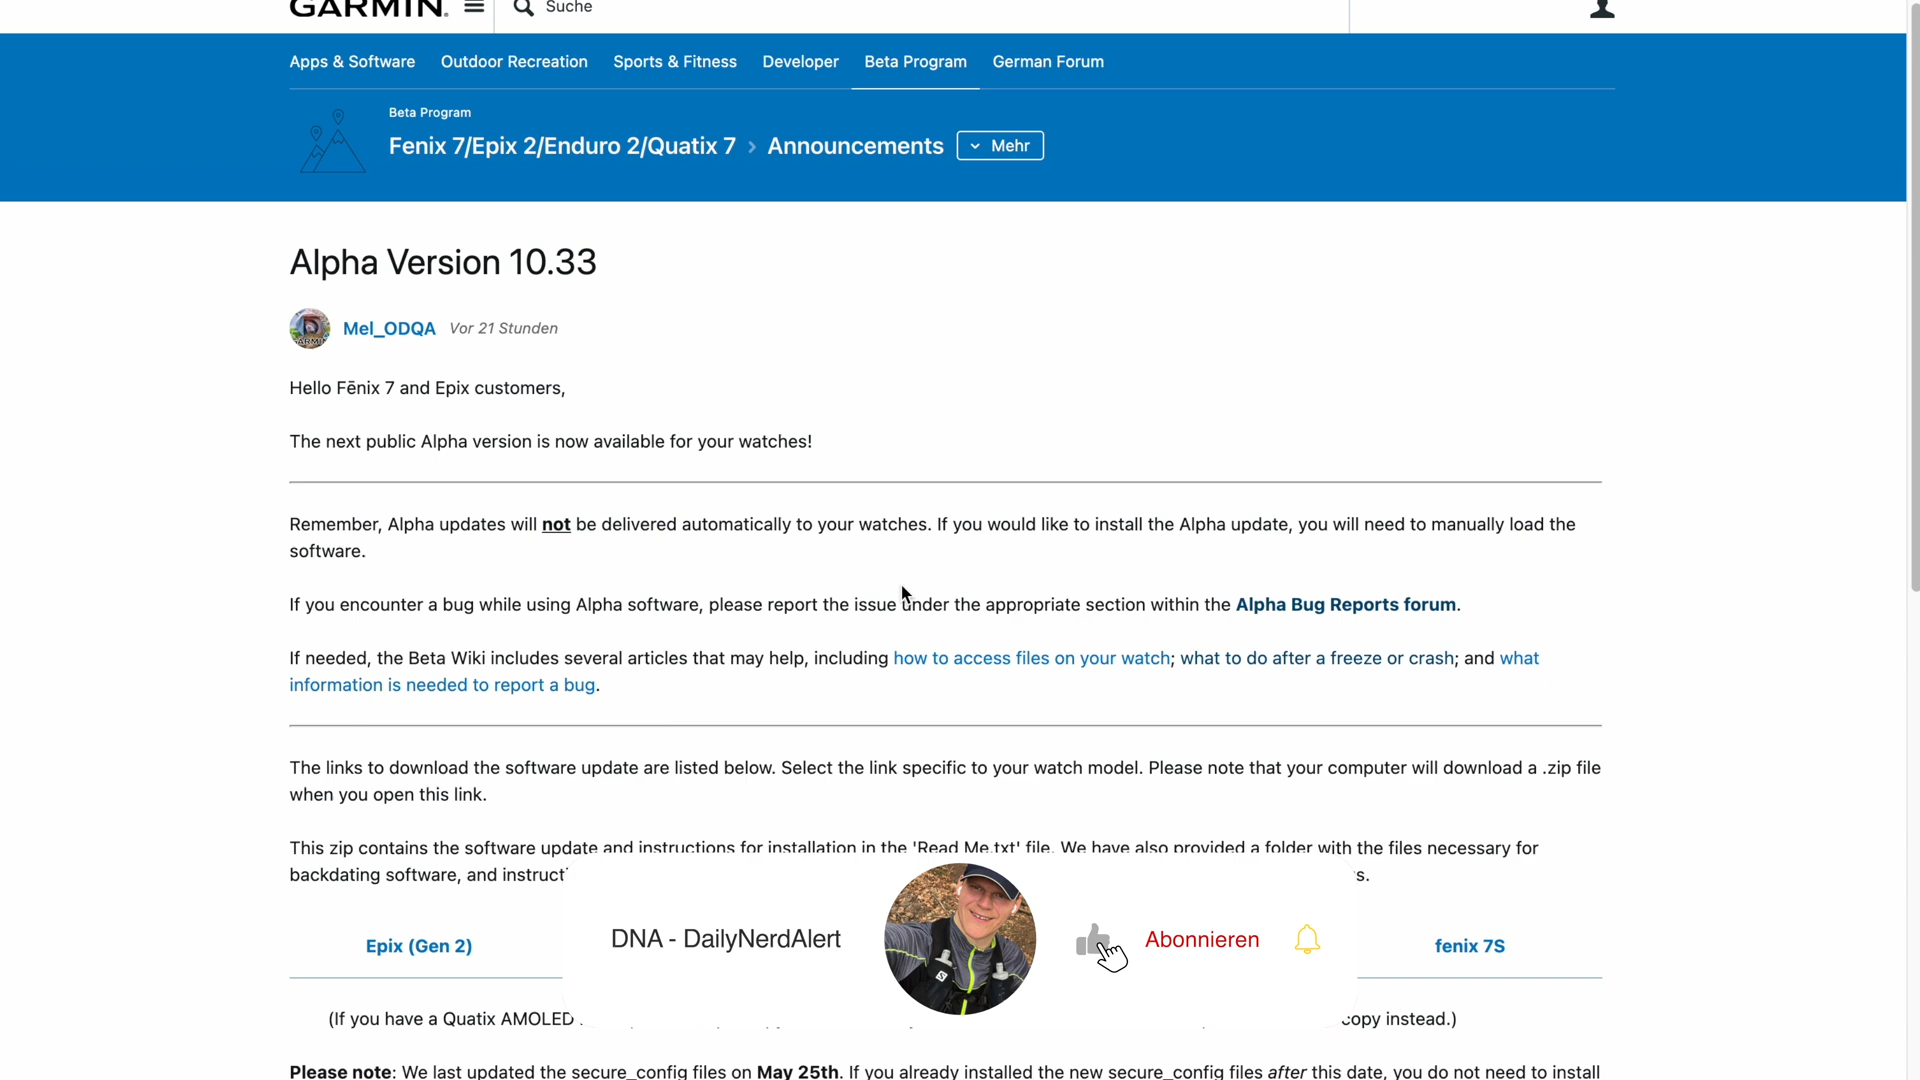 GARMIN.
Suche
Apps & Software Outdoor Recreation Sports & Fitness Developer Beta Program German Forum
Beta Program
Fenix 7/Epix 2/Enduro 2/Quatix 7 > Announcements Mehr
Alpha Version 10.33
Mel_ODQA Vor 21 Stunden
Hello Fēnix 7 and Epix customers,
The next public Alpha version is now available for your watches!
Remember, Alpha updates will not be delivered automatically to your watches. If you would like to install the Alpha update, you will need to manually load the
software.
If you encounter a bug while using Alpha software, please report the issue under the appropriate section within the Alpha Bug Reports forum.
If needed, the Beta Wiki includes several articles that may help, including how to access files on your watch; what to do after a freeze or crash; and what
information is needed to report a bug.
The links to download the software update are listed below. Select the link specific to your watch model. Please note that your computer will download a .zip file
when you open this link.
This zip contains the software update and instructions for installation in the 'Read Me.txt' file. We have also provided a folder with the files necessary for
backdating software, and instruct
DNA - DailyNerdAlert Abonnieren
Epix (Gen 2) fenix 7S
(If you have a Quatix AMOLED copy instead.)
Please note: We last updated the secure_config files on May 25th. If you already installed the new secure_config files after this date, you do not need to install